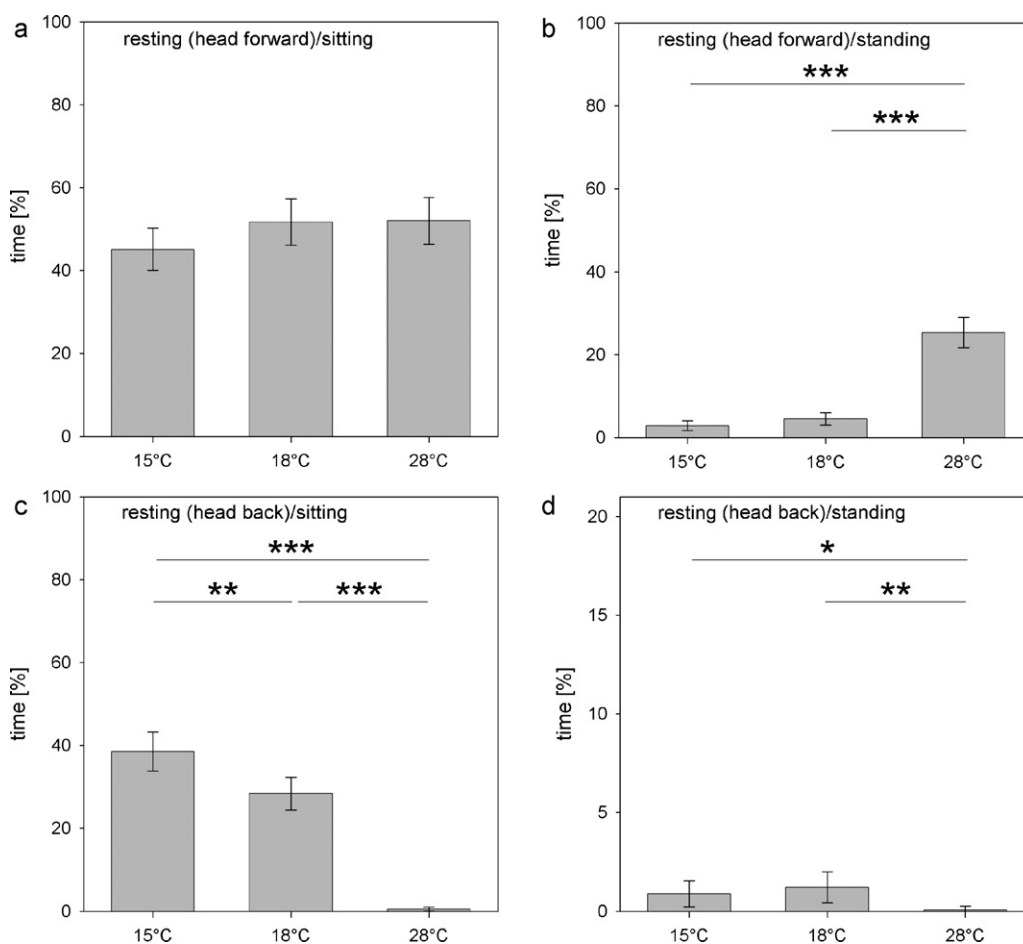 a
resting (head forward)/sitting
100
80
60
40
20
0
time [%]
15°C 18°C 28°C
b
resting (head forward)/standing
***
***
100
80
60
40
20
0
time [%]
15°C 18°C 28°C
c
resting (head back)/sitting
***
** ***
100
80
60
40
20
0
time [%]
15°C 18°C 28°C
d
resting (head back)/standing
*
**
20
15
10
5
0
time [%]
15°C 18°C 28°C